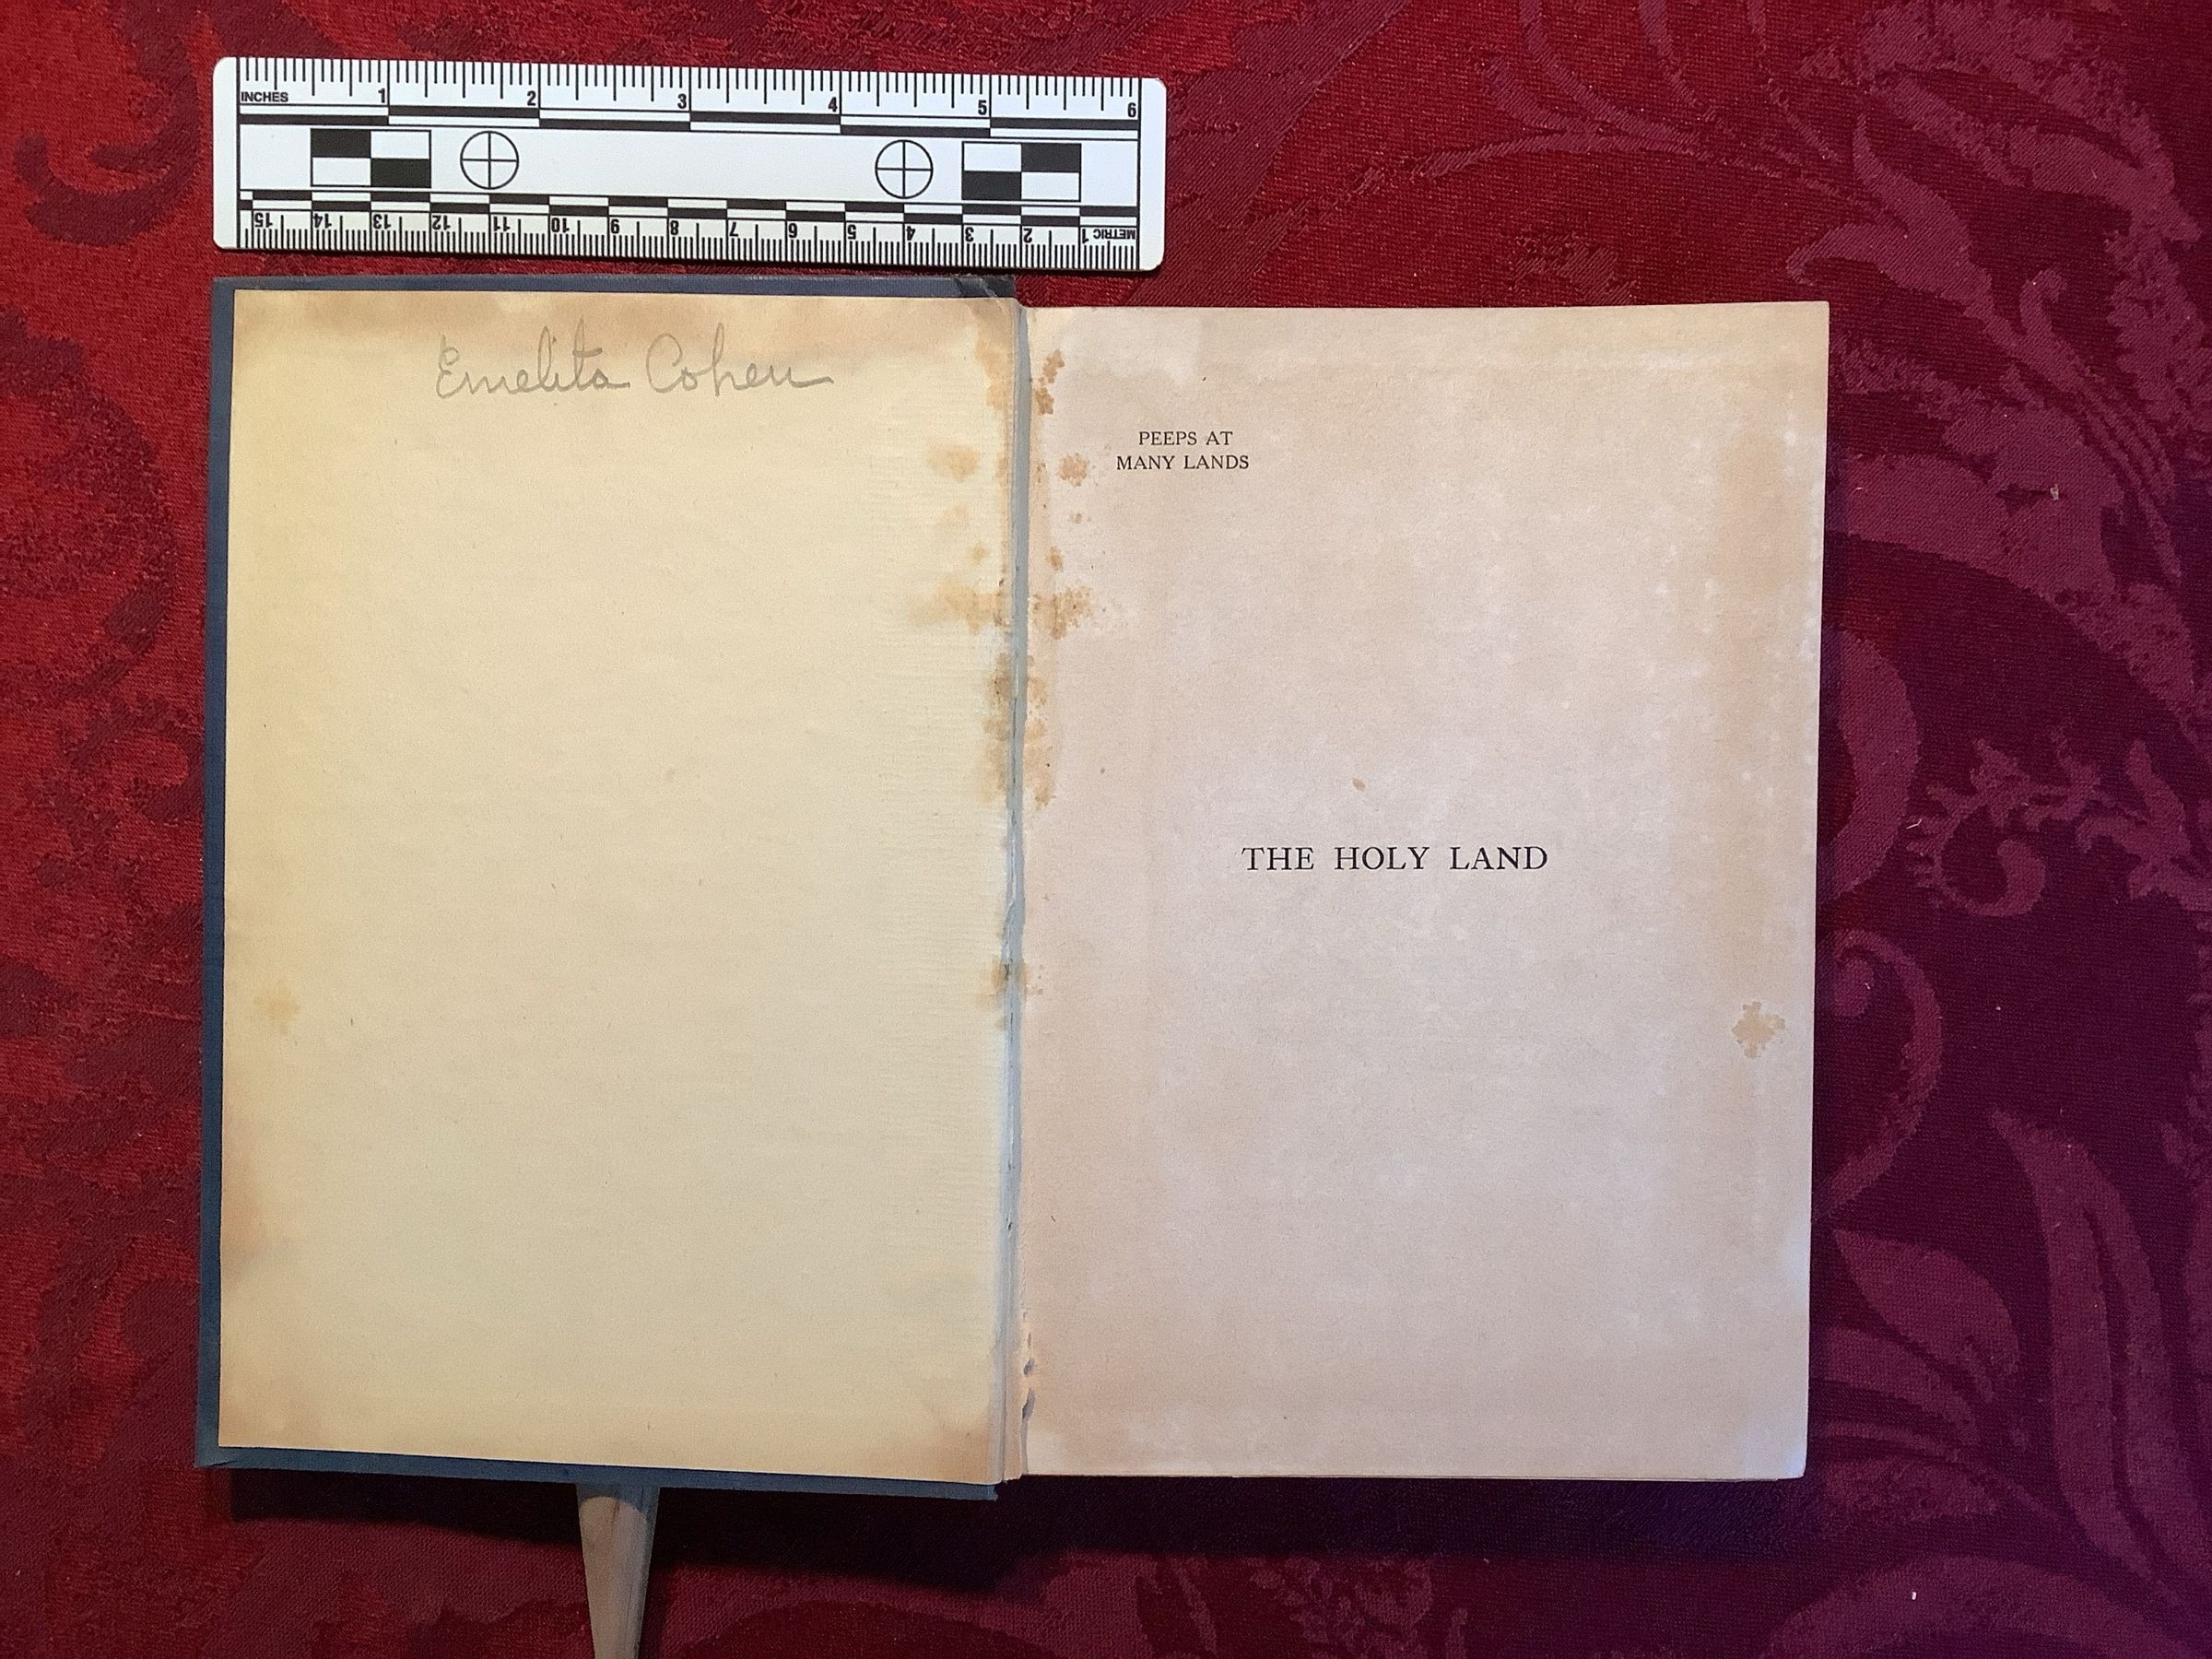 INCHES 1 2 3 4 5 6
15 14 13 12 11 10 9 8 7 6 5 4 3 2 1 METRIC
Emelita Cohen
PEEPS AT
MANY LANDS
THE HOLY LAND